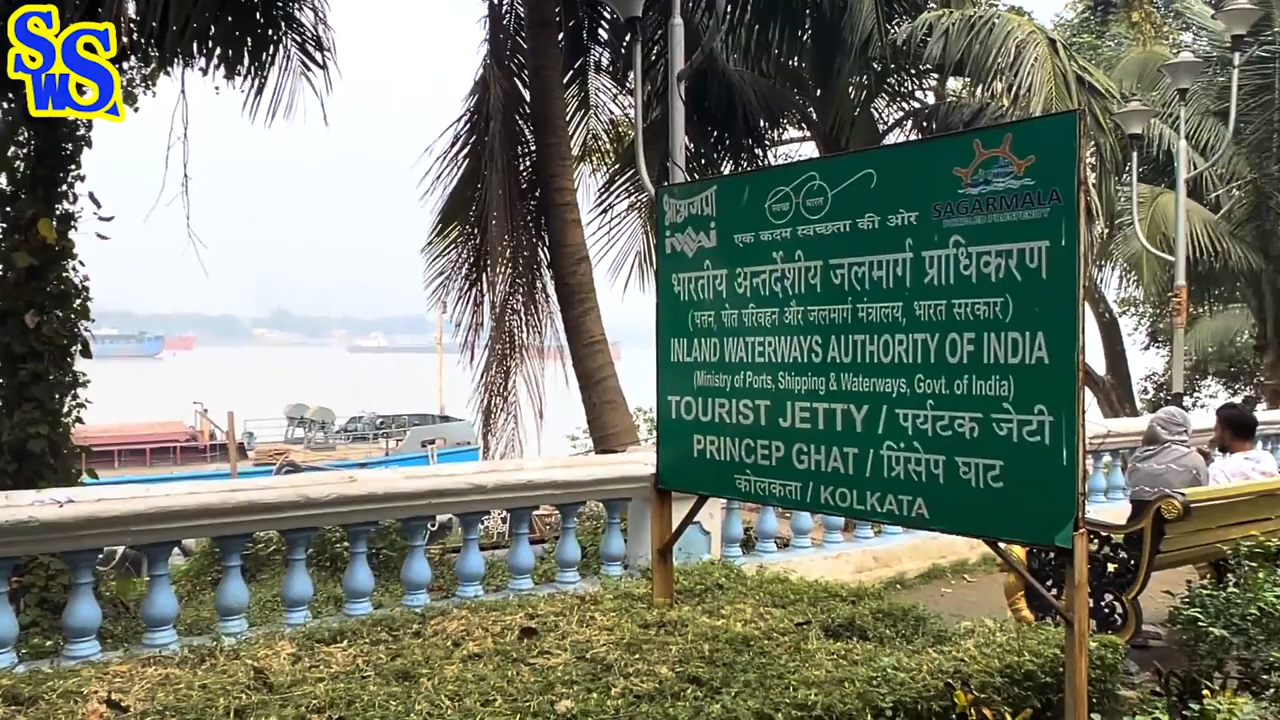 SWS
भाअजप्रा
IWAI
स्वच्छ भारत
एक कदम स्वच्छता की ओर
SAGARMALA
भारतीय अन्तर्देशीय जलमार्ग प्राधिकरण
(पत्तन, पोत परिवहन और जलमार्ग मंत्रालय, भारत सरकार)
INLAND WATERWAYS AUTHORITY OF INDIA
(Ministry of Ports, Shipping & Waterways, Govt. of India)
TOURIST JETTY / पर्यटक जेटी
PRINCEP GHAT / प्रिंसेप घाट
कोलकता / KOLKATA